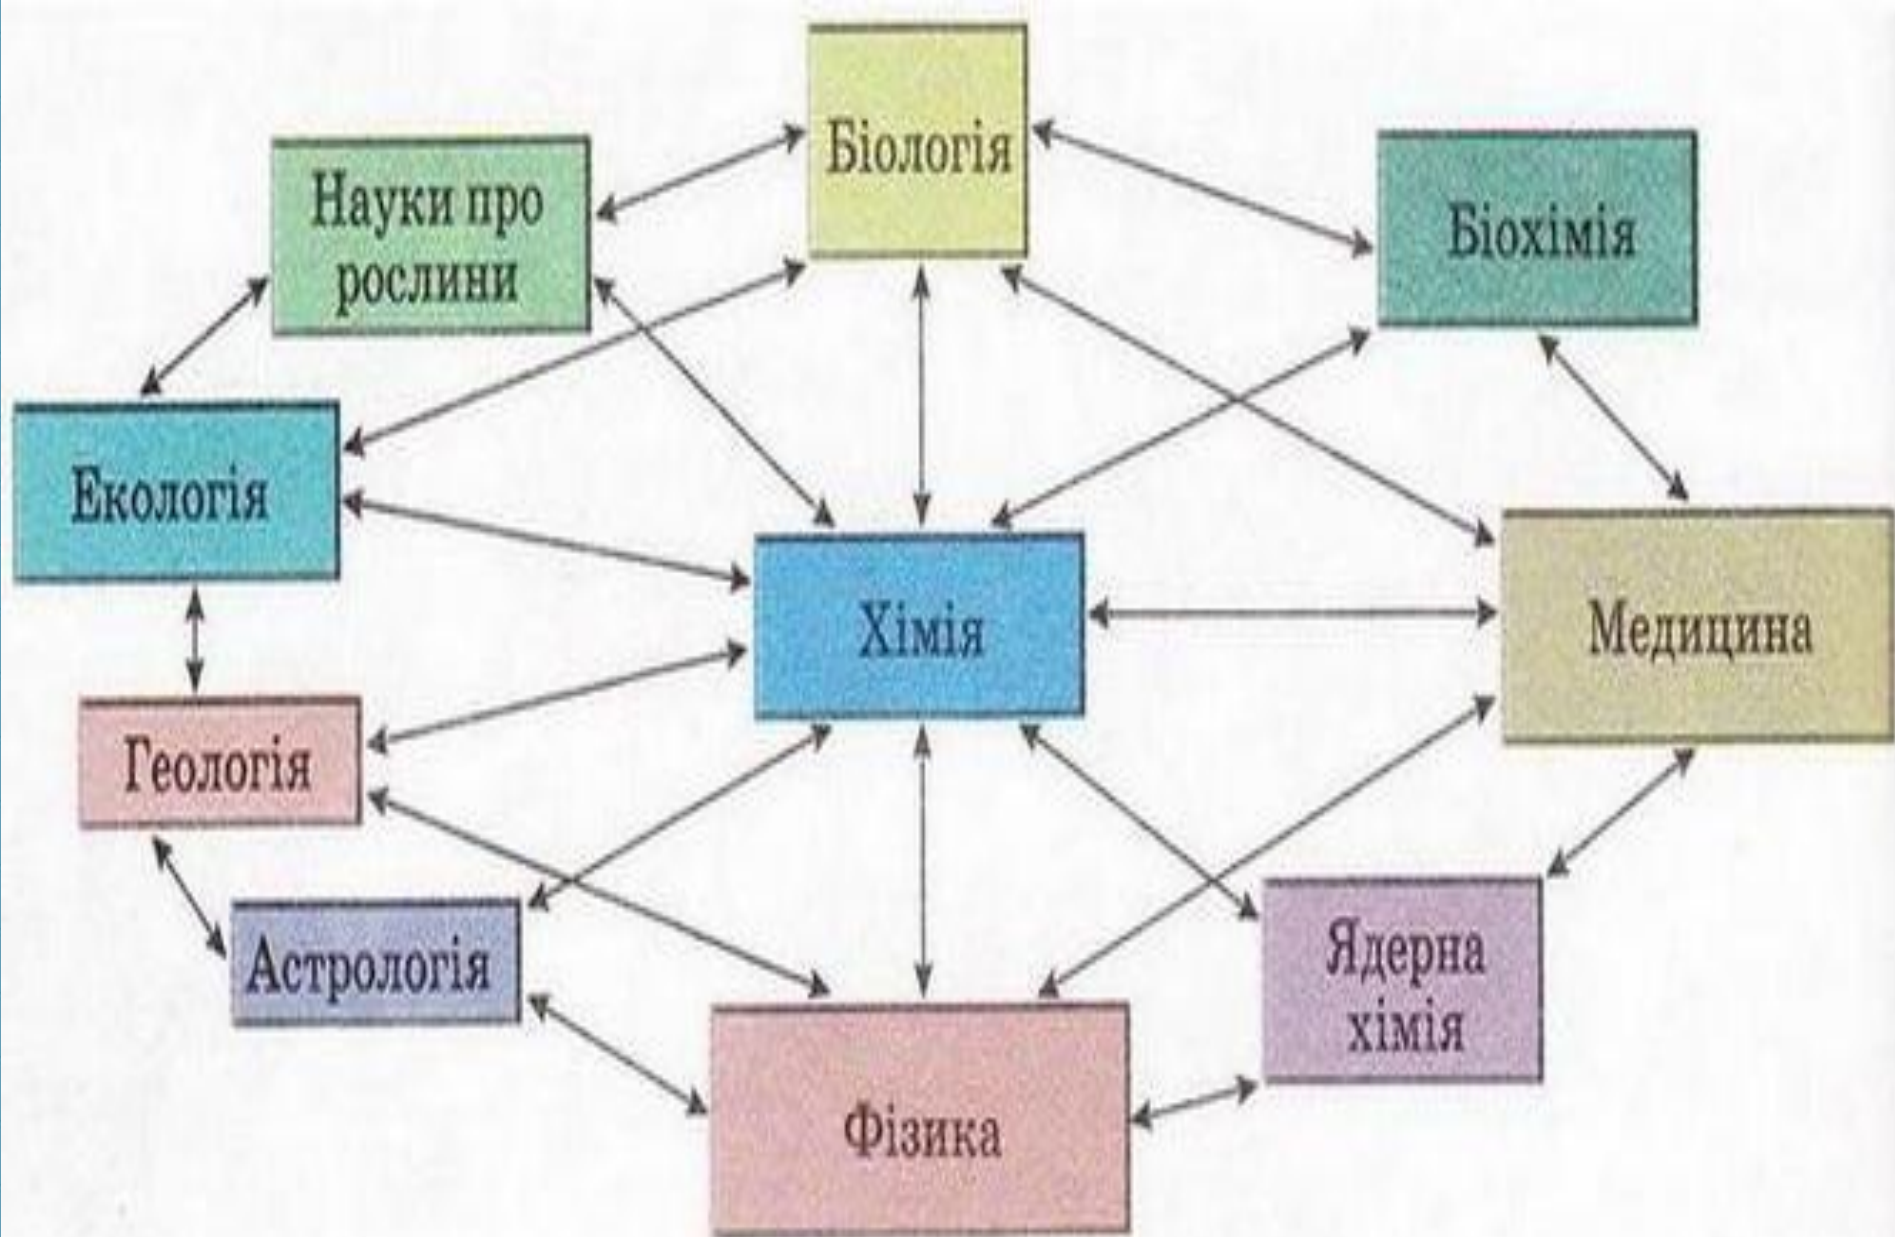 Біологія
Науки про
рослини
Біохімія
Екологія
Хімія
Медицина
Геологія
Астрологія
Ядерна
хімія
Фізика